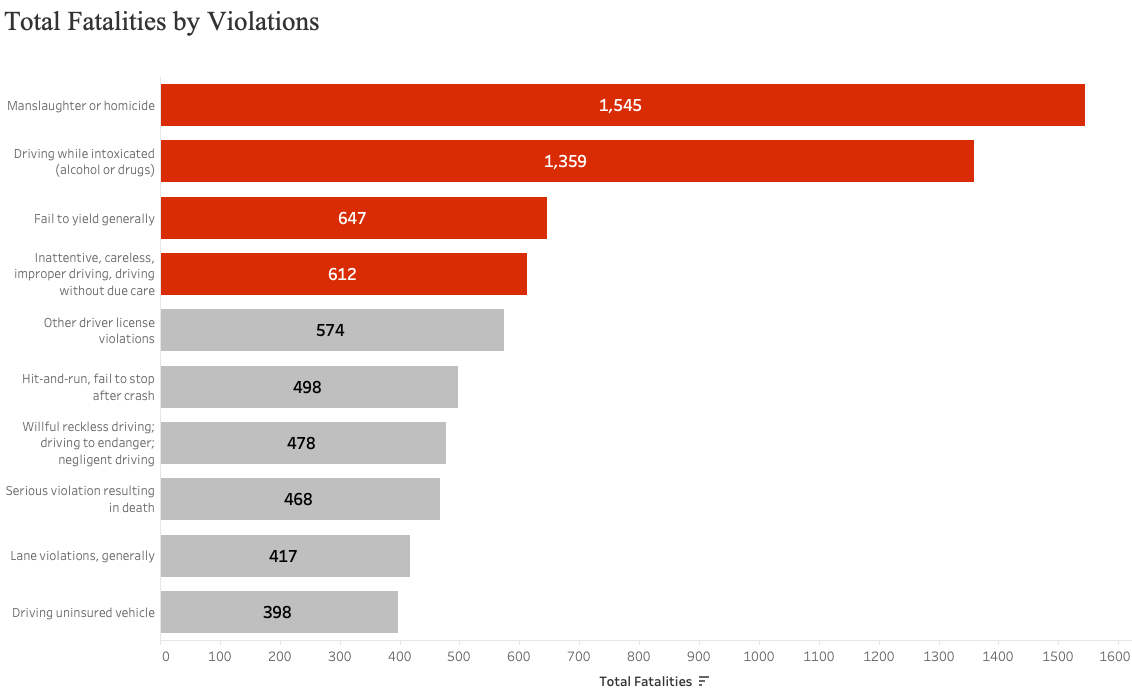 Total Fatalities by Violations
Manslaughter or homicide
1,545
Driving while intoxicated
(alcohol or drugs)
1,359
Fail to yield generally
647
Inattentive, careless,
improper driving, driving
without due care
612
Other driver license
violations
574
Hit-and-run, fail to stop
after crash
498
Willful reckless driving;
driving to endanger;
negligent driving
478
Serious violation resulting
in death
468
Lane violations, generally
417
Driving uninsured vehicle
398
0 100 200 300 400 500 600 700 800 900 1000 1100 1200 1300 1400 1500 1600
Total Fatalities